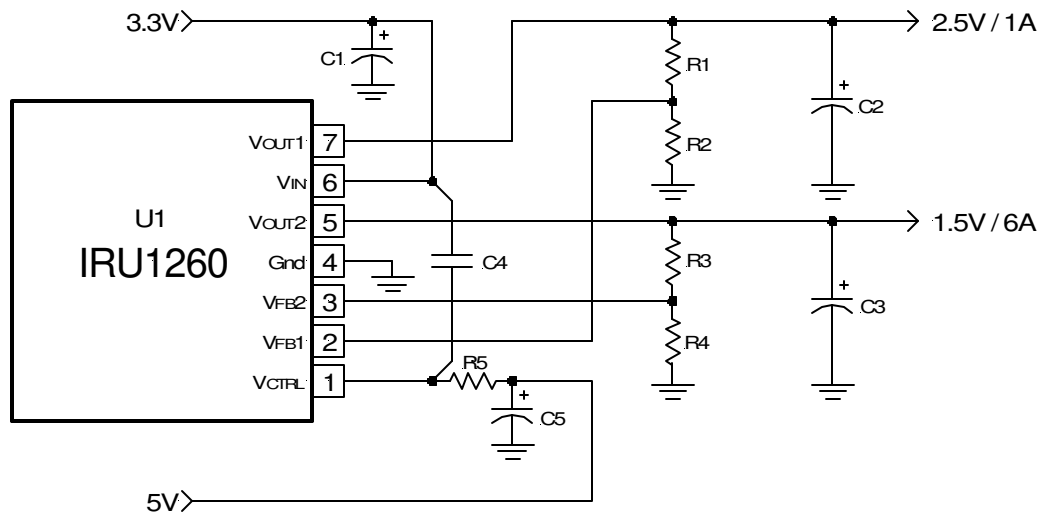 3.3V
C1
2.5V / 1A
R1
C2
R2
VOUT1 7
VIN 6
VOUT2 5
1.5V / 6A
U1
IRU1260
Gnd 4
C4
R3
VFB2 3
C3
VFB1 2
R4
R5
VCTRL 1
C5
5V